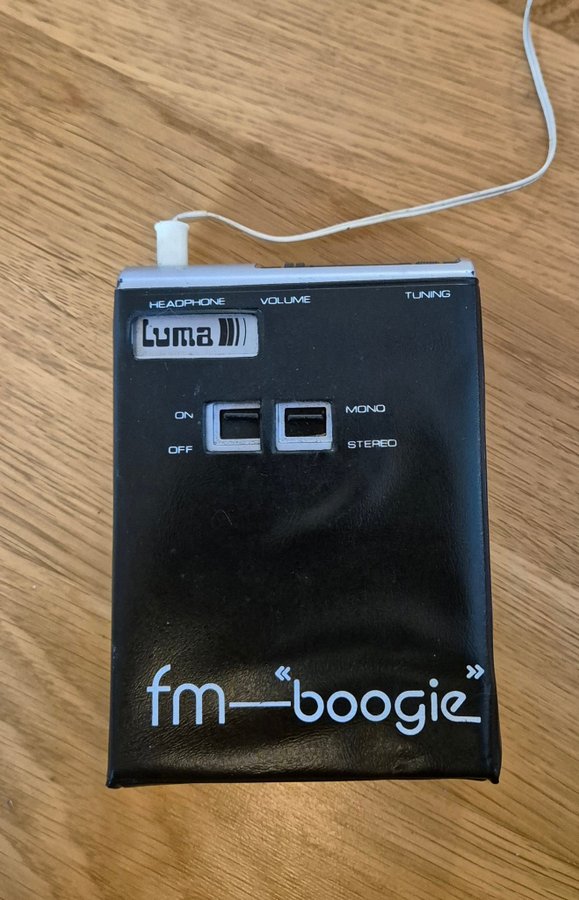 HEADPHONE VOLUME TUNING
Luma
ON MONO
OFF STEREO
fm—“boogie”